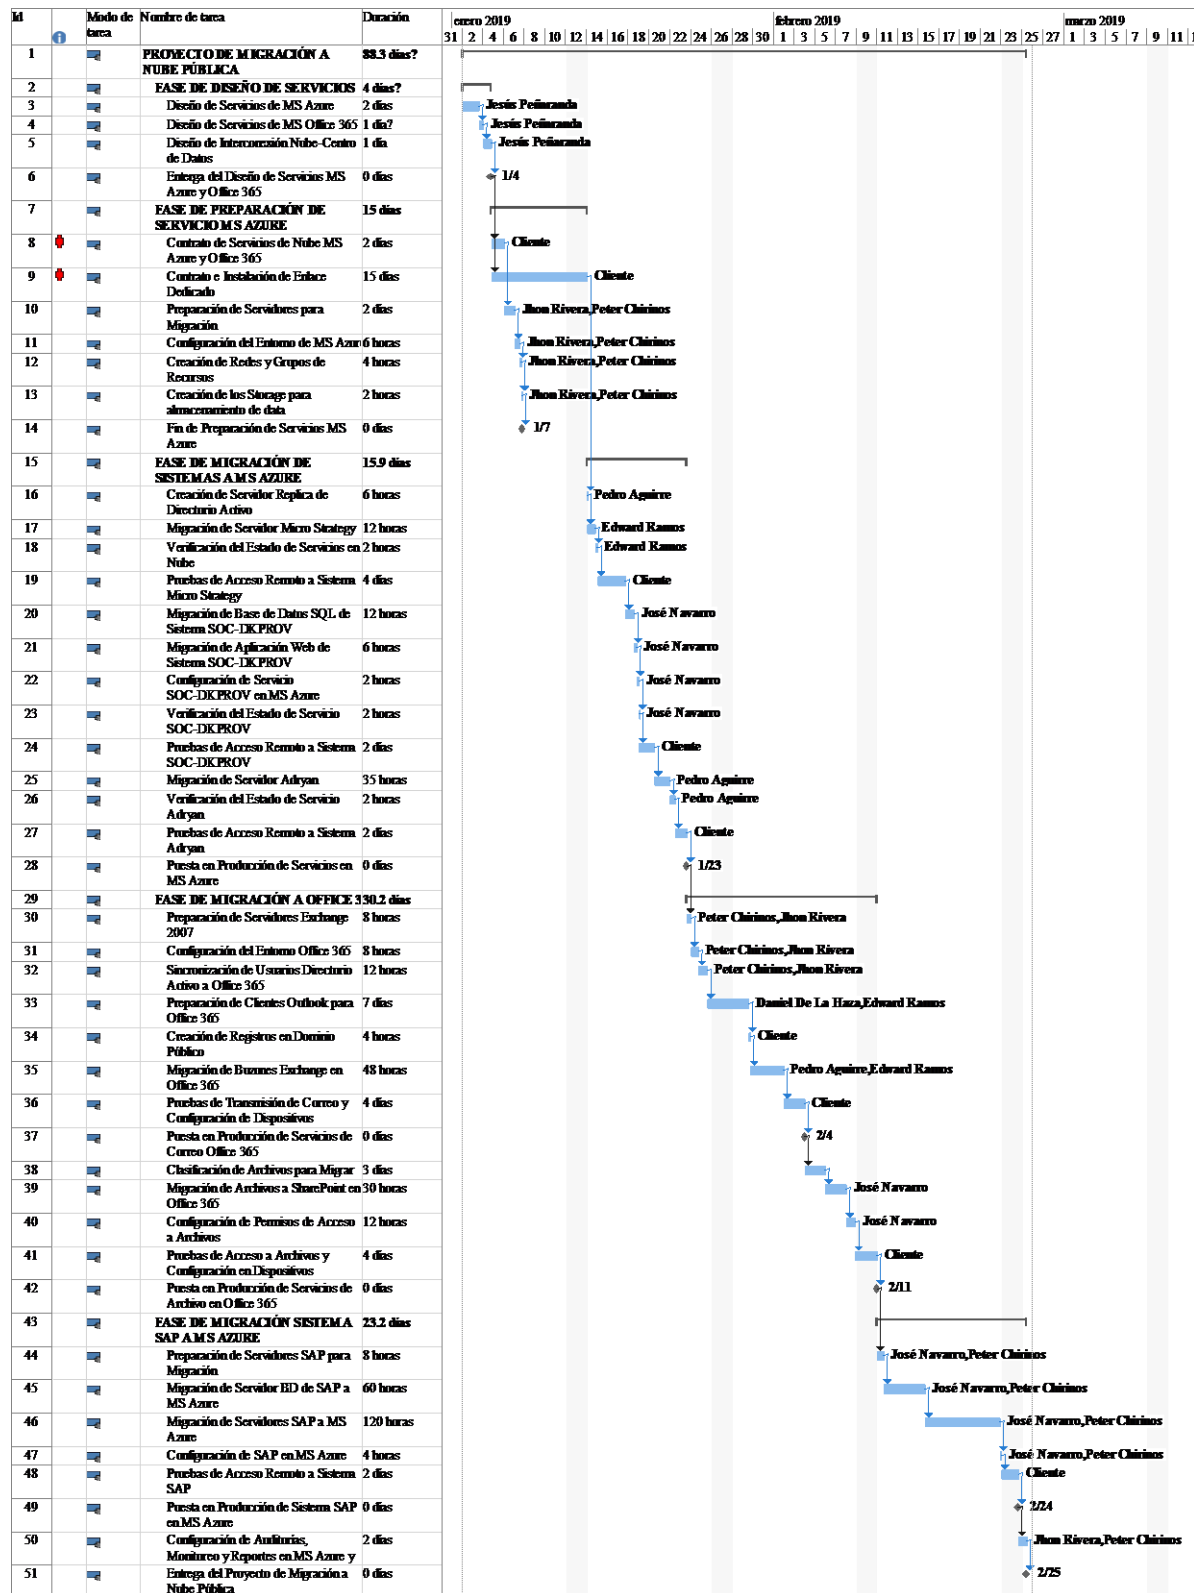 Id Modo de Nombre de tarea Duración enero 2019 febrero 2019 marzo 2019
tarea 31 2 4 6 8 10 12 14 16 18 20 22 24 26 28 30 1 3 5 7 9 11 13 15 17 19 21 23 25 27 1 3 5 7 9 11 1
1 PROYECTO DE MIGRACIÓN A 88.3 días?
NUBE PÚBLICA
2 FASE DE DISEÑO DE SERVICIOS 4 días?
3 Diseño de Servicios de MS Azure 2 días Jesús Peñaranda
4 Diseño de Servicios de MS Office 365 1 día? Jesús Peñaranda
5 Diseño de Interconexión Nube-Centro 1 día Jesús Peñaranda
de Datos
6 Enterga del Diseño de Servicios MS 0 días 1/4
Azure y Office 365
7 FASE DE PREPARACIÓN DE 15 días
SERVICIO MS AZURE
8 Contrato de Servicios de Nube MS 2 días Cliente
Azure y Office 365
9 Contrato e Instalación de Enlace 15 días Cliente
Dedicado
10 Preparación de Servidores para 2 días Jhon Rivera,Peter Chirinos
Migración
11 Configuración del Entorno de MS Azur 6 horas Jhon Rivera,Peter Chirinos
12 Creación de Redes y Grupos de 4 horas Jhon Rivera,Peter Chirinos
Recursos
13 Creación de los Storage para 2 horas Jhon Rivera,Peter Chirinos
almacenamiento de data
14 Fin de Preparación de Servicios MS 0 días 1/7
Azure
15 FASE DE MIGRACIÓN DE 15.9 días
SISTEMAS A MS AZURE
16 Creación de Servidor Replica de 6 horas Pedro Aguirre
Directorio Activo
17 Migración de Servidor Micro Strategy 12 horas Edward Ramos
18 Verificación del Estado de Servicios en 2 horas Edward Ramos
Nube
19 Pruebas de Acceso Remoto a Sistema 4 días Cliente
Micro Strategy
20 Migración de Base de Datos SQL de 12 horas José Navarro
Sistema SOC-DKPROV
21 Migración de Aplicación Web de 6 horas José Navarro
Sistema SOC-DKPROV
22 Configuración de Servicio 2 horas José Navarro
SOC-DKPROV en MS Azure
23 Verificación del Estado de Servicio 2 horas José Navarro
SOC-DKPROV
24 Pruebas de Acceso Remoto a Sistema 2 días Cliente
SOC-DKPROV
25 Migración de Servidor Adryan 35 horas Pedro Aguirre
26 Verificación del Estado de Servicio 2 horas Pedro Aguirre
Adryan
27 Pruebas de Acceso Remoto a Sistema 2 días Cliente
Adryan
28 Puesta en Producción de Servicios en 0 días 1/23
MS Azure
29 FASE DE MIGRACIÓN A OFFICE 3 30.2 días
30 Preparación de Servidores Exchange 8 horas Peter Chirinos,Jhon Rivera
2007
31 Configuración del Entorno Office 365 8 horas Peter Chirinos,Jhon Rivera
32 Sincronización de Usuarios Directorio 12 horas Peter Chirinos,Jhon Rivera
Activo a Office 365
33 Preparación de Clientes Outlook para 7 días Daniel De La Haza,Edward Ramos
Office 365
34 Creación de Registros en Dominio 4 horas Cliente
Público
35 Migración de Buzones Exchange en 48 horas Pedro Aguirre,Edward Ramos
Office 365
36 Pruebas de Transmisión de Correo y 4 días Cliente
Configuración de Dispositivos
37 Puesta en Producción de Servicios de 0 días 2/4
Correo Office 365
38 Clasificación de Archivos para Migrar 3 días
39 Migración de Archivos a SharePoint en 30 horas José Navarro
Office 365
40 Configuración de Permisos de Acceso 12 horas José Navarro
a Archivos
41 Pruebas de Acceso a Archivos y 4 días Cliente
Configuración en Dispositivos
42 Puesta en Producción de Servicios de 0 días 2/11
Archivo en Office 365
43 FASE DE MIGRACIÓN SISTEMA 23.2 días
SAP A MS AZURE
44 Preparación de Servidores SAP para 8 horas José Navarro,Peter Chirinos
Migración
45 Migración de Servidor BD de SAP a 60 horas José Navarro,Peter Chirinos
MS Azure
46 Migración de Servidores SAP a MS 120 horas José Navarro,Peter Chirinos
Azure
47 Configuración de SAP en MS Azure 4 horas José Navarro,Peter Chirinos
48 Pruebas de Acceso Remoto a Sistema 2 días Cliente
SAP
49 Puesta en Producción de Sistema SAP 0 días 2/24
en MS Azure
50 Configuración de Auditorias, 2 días Jhon Rivera,Peter Chirinos
Monitoreo y Reportes en MS Azure y
51 Entrega del Proyecto de Migración a 0 días 2/25
Nube Pública